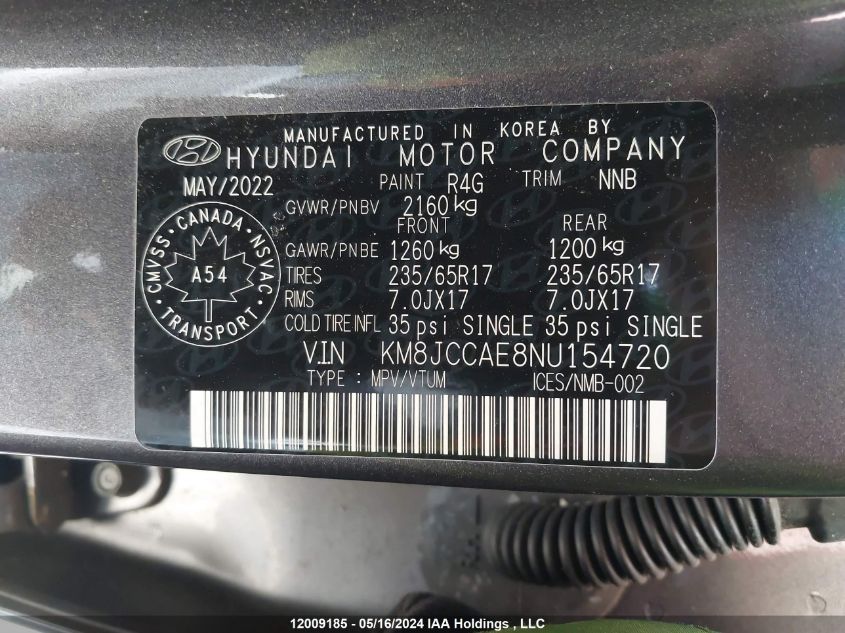 MANUFACTURED IN KOREA BY
HYUNDAI MOTOR COMPANY
MAY/2022 PAINT R4G TRIM NNB
GVWR/PNBV 2160 kg
FRONT REAR
GAWR/PNBE 1260 kg 1200 kg
TIRES 235/65R17 235/65R17
RIMS 7.0JX17 7.0JX17
COLD TIRE INFL 35 psi SINGLE 35 psi SINGLE
V.I.N KM8JCCAE8NU154720
TYPE : MPV/VTUM ICES/NMB-002
CMVSS · CANADA · NSVAC
A54
· TRANSPORT ·
12009185 - 05/16/2024 IAA Holdings , LLC